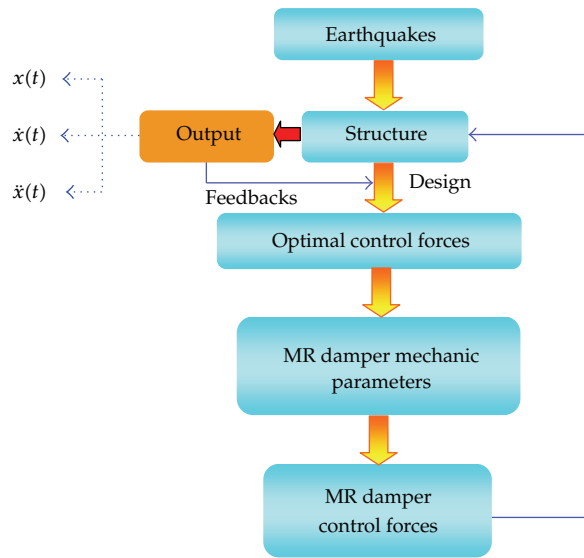 Earthquakes
x(t)
Output
Structure
ẋ(t)
ẍ(t)
Feedbacks
Design
Optimal control forces
MR damper mechanic
parameters
MR damper
control forces